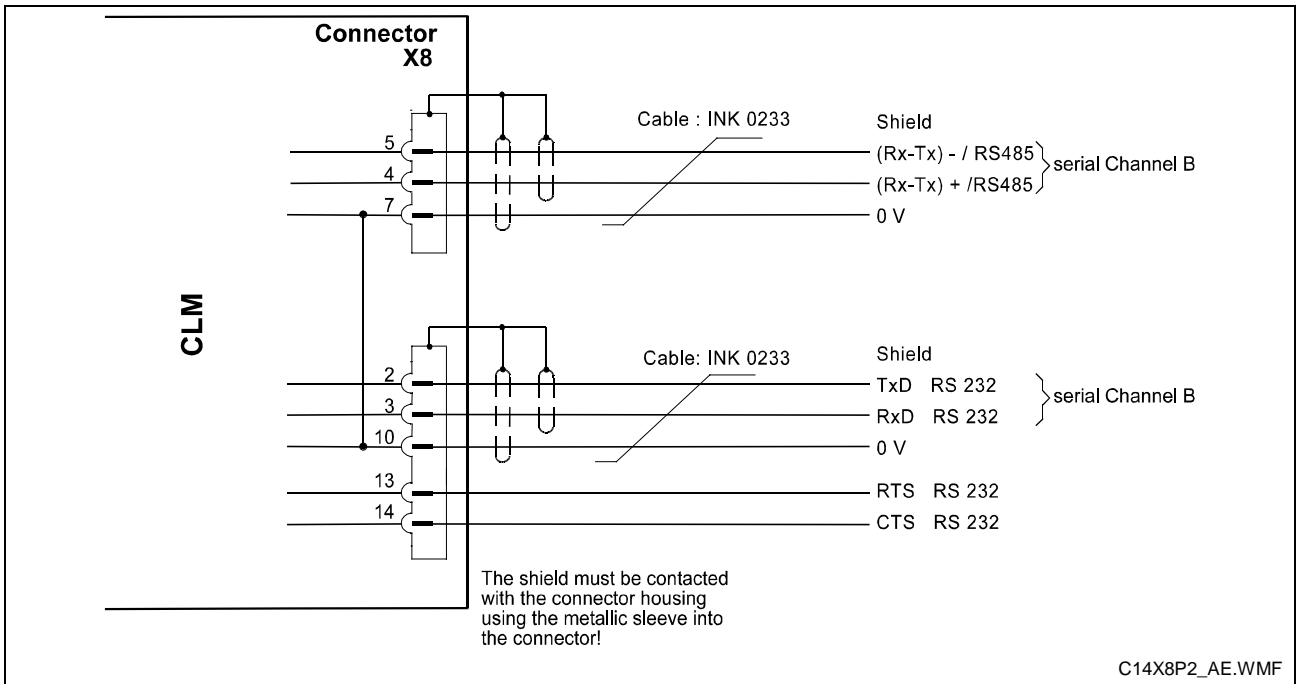 Connector
X8
Cable : INK 0233
Shield
5
(Rx-Tx) - / RS485
4
(Rx-Tx) + /RS485
serial Channel B
7
0 V
CLM
Cable: INK 0233
Shield
2
TxD RS 232
3
RxD RS 232
serial Channel B
10
0 V
13
RTS RS 232
14
CTS RS 232
The shield must be contacted
with the connector housing
using the metallic sleeve into
the connector!
C14X8P2_AE.WMF